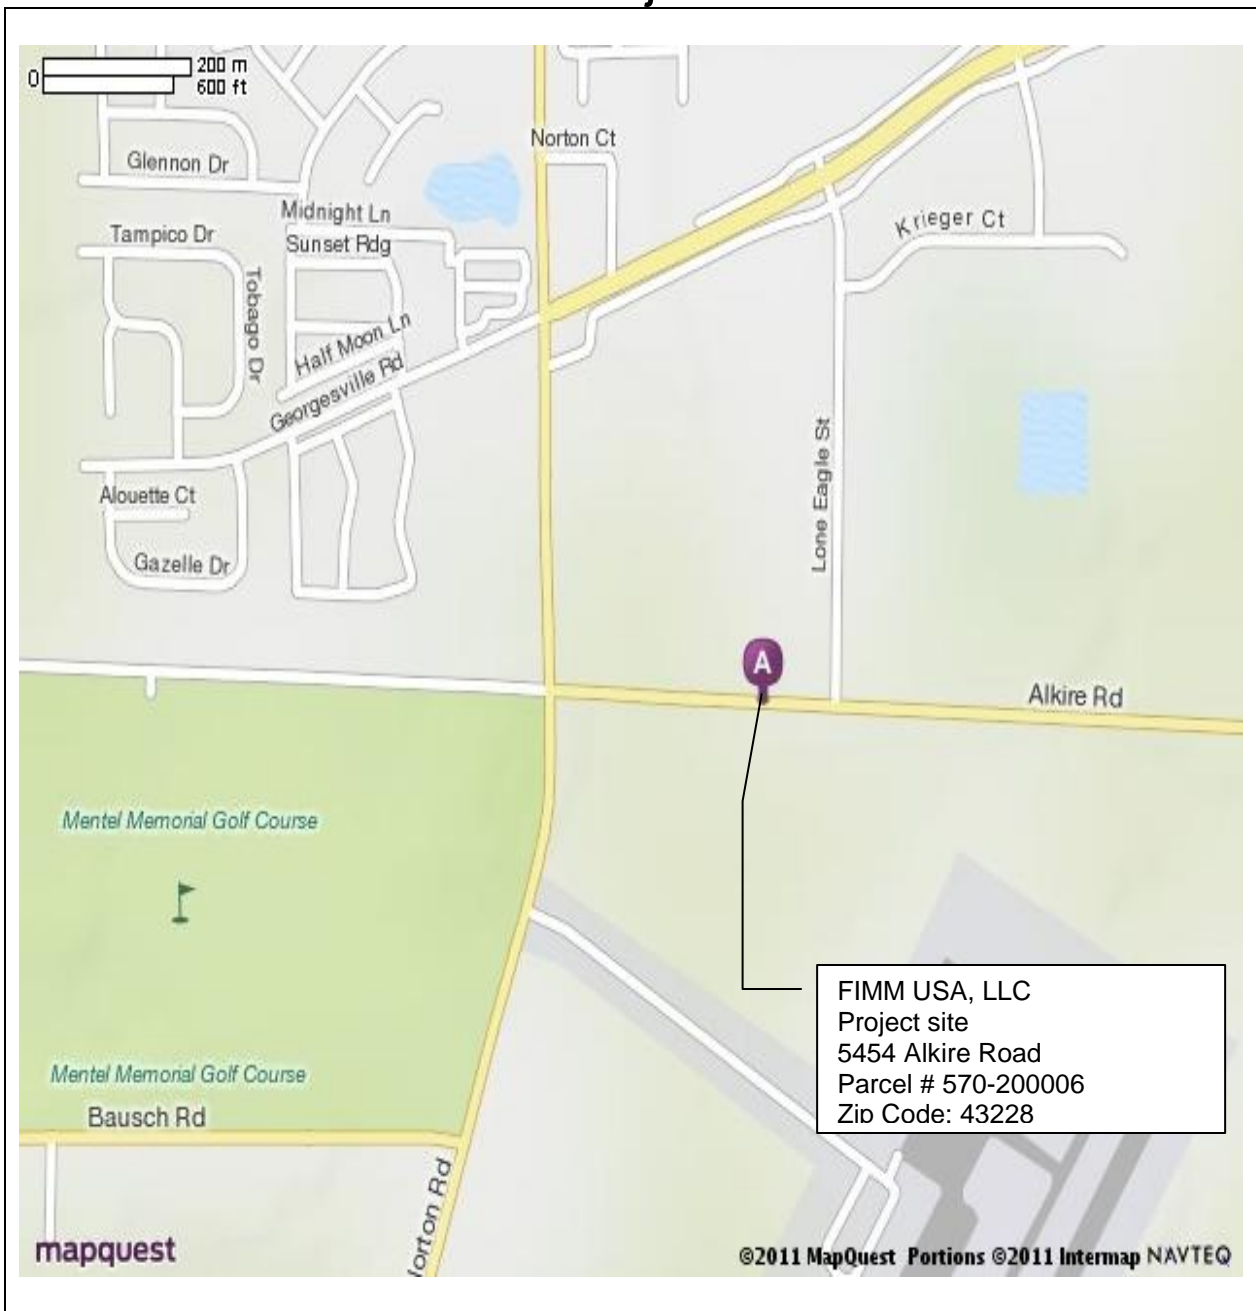 0
200 m
600 ft
Norton Ct
Glennon Dr
Midnight Ln
Krieger Ct
Tampico Dr
Sunset Rdg
Tobago Dr
Half Moon Ln
Georgesville Rd
Lone Eagle St
Alouette Ct
Gazelle Dr
A
Alkire Rd
Mentel Memorial Golf Course
FIMM USA, LLC
Project site
5454 Alkire Road
Parcel # 570-200006
Zip Code: 43228
Mentel Memorial Golf Course
Bausch Rd
Norton Rd
mapquest
©2011 MapQuest Portions ©2011 Intermap NAVTEQ